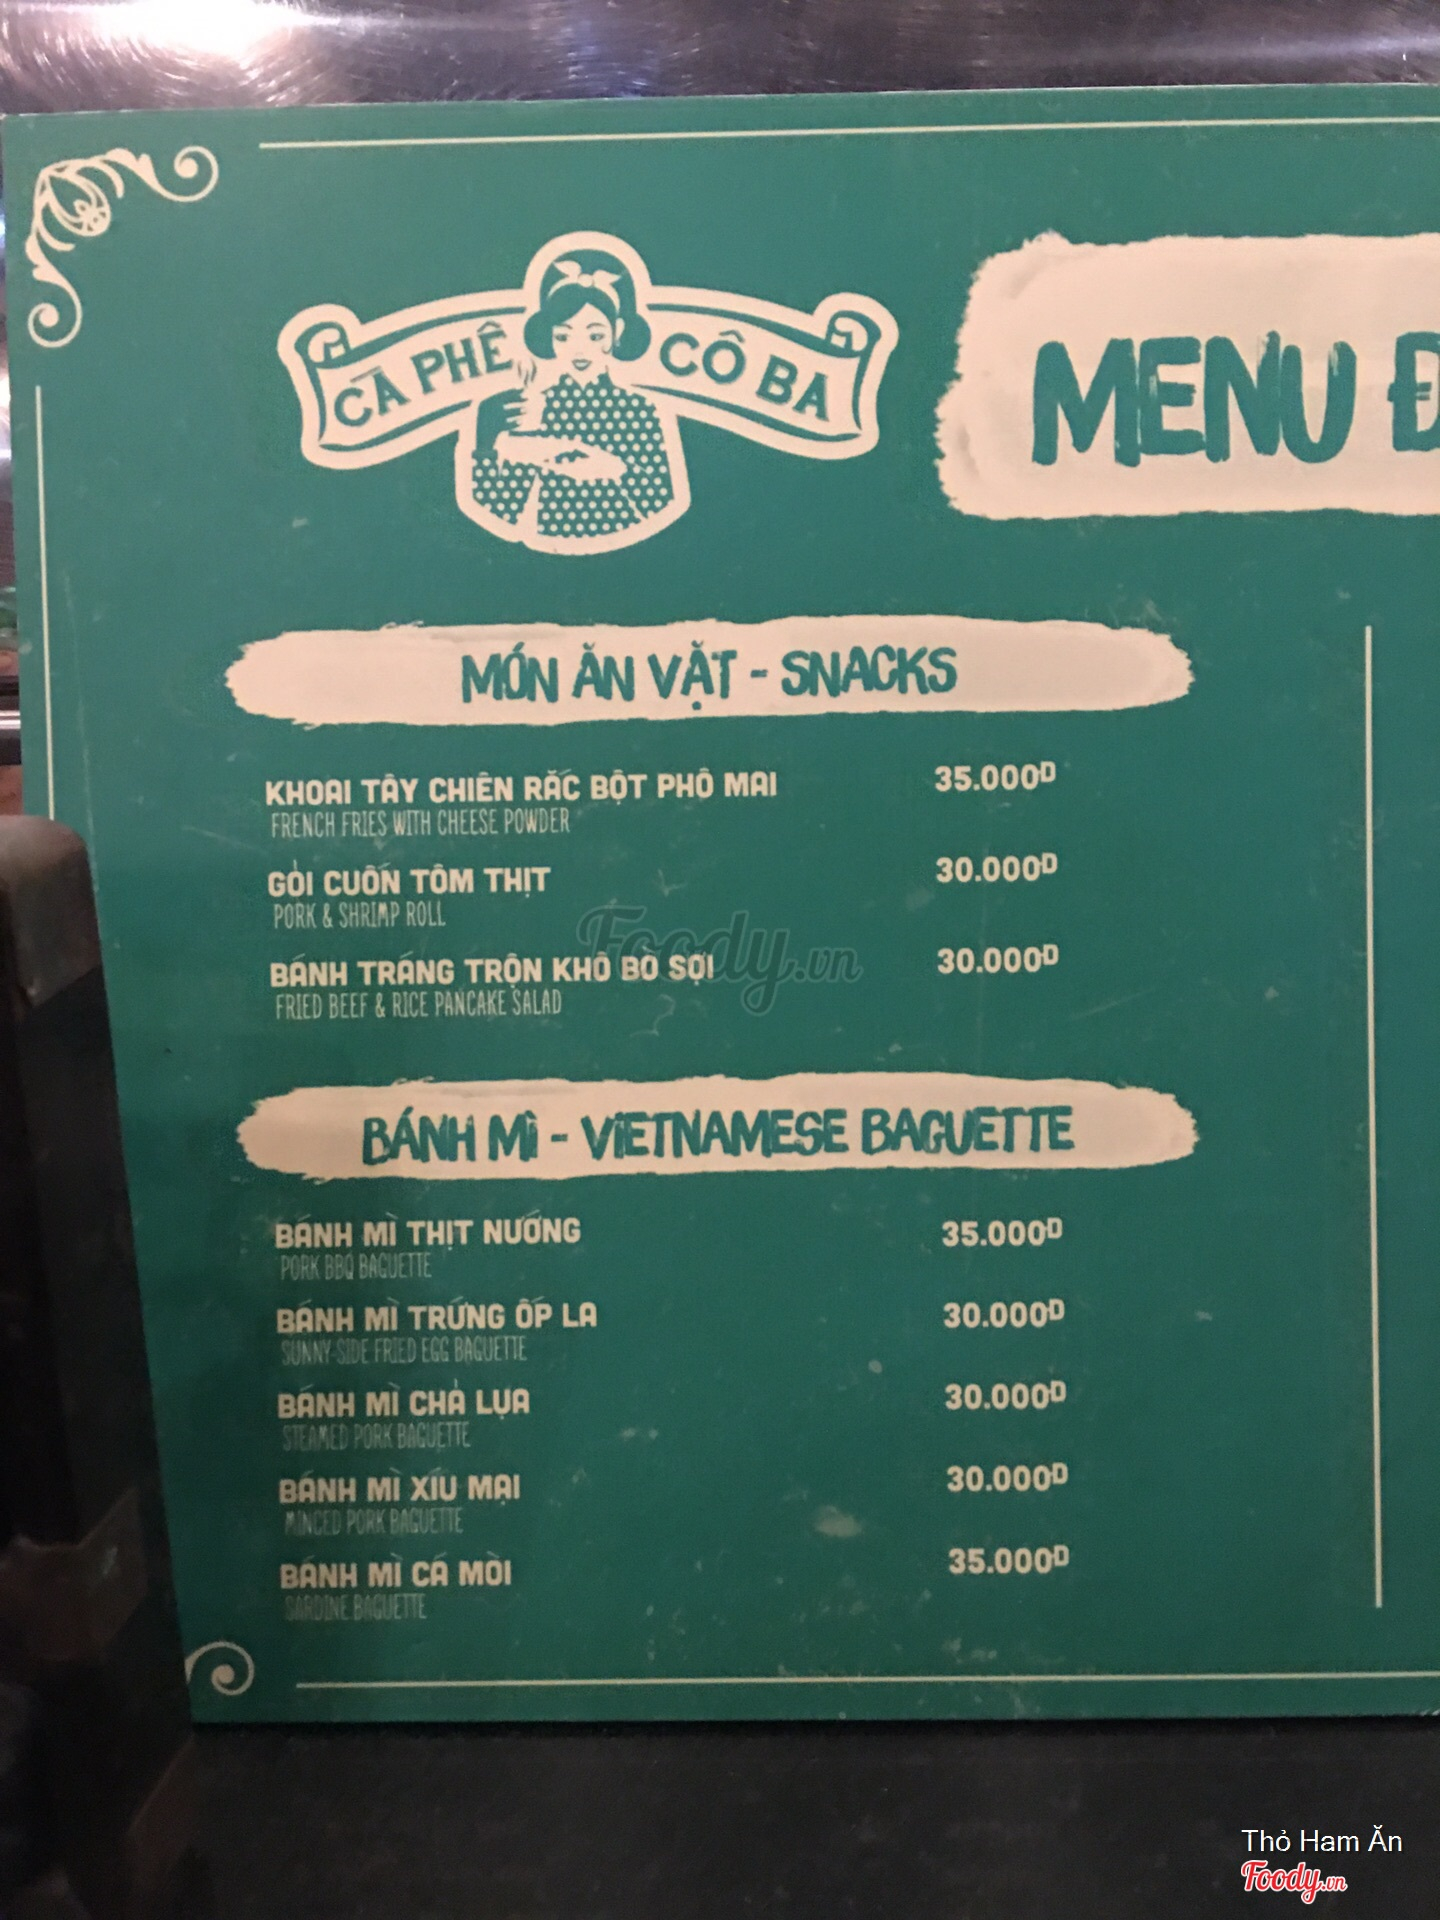 CÀ PHÊ CÔ BA
MENU Đ
MÓN ĂN VẶT - SNACKS
KHOAI TÂY CHIÊN RẮC BỘT PHÔ MAI 35.000Đ
FRENCH FRIES WITH CHEESE POWDER
GỎI CUỐN TÔM THỊT 30.000Đ
PORK & SHRIMP ROLL
BÁNH TRÁNG TRỘN KHÔ BÒ SỢI 30.000Đ
FRIED BEEF & RICE PANCAKE SALAD
Foody.vn
BÁNH MÌ - VIETNAMESE BAGUETTE
BÁNH MÌ THỊT NƯỚNG 35.000Đ
PORK BBQ BAGUETTE
BÁNH MÌ TRỨNG ỐP LA 30.000Đ
SUNNY-SIDE FRIED EGG BAGUETTE
BÁNH MÌ CHẢ LỤA 30.000Đ
STEAMED PORK BAGUETTE
BÁNH MÌ XÍU MẠI 30.000Đ
MINCED PORK BAGUETTE
BÁNH MÌ CÁ MÒI 35.000Đ
SARDINE BAGUETTE
Thỏ Ham Ăn
Foody.vn